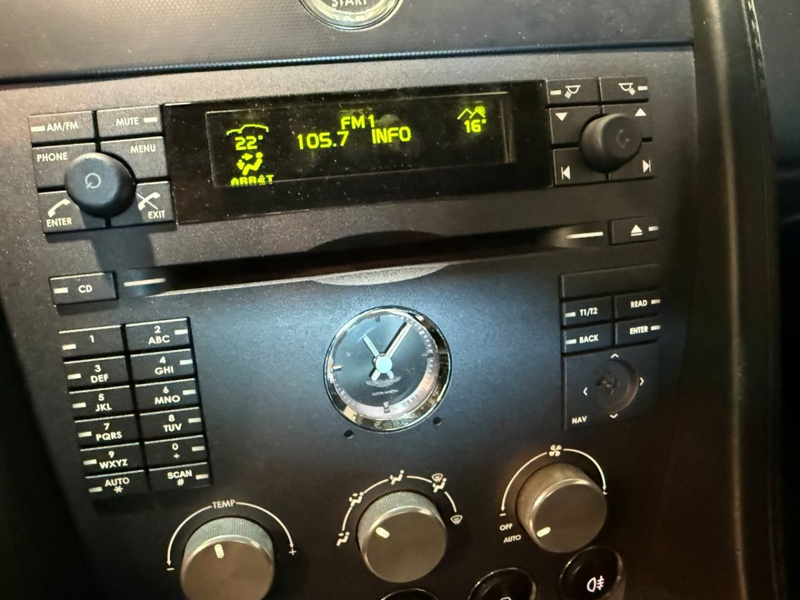 START
AM/FM
MUTE
PHONE
MENU
ENTER
EXIT
FM1
22°
105.7 INFO
16°
ARRÊT
CD
1
2
ABC
3
DEF
4
GHI
5
JKL
6
MNO
7
PQRS
8
TUV
9
WXYZ
0
+
AUTO
*
SCAN
#
T1/T2
READ
BACK
ENTER
NAV
TEMP
-
+
OFF
AUTO
-
+